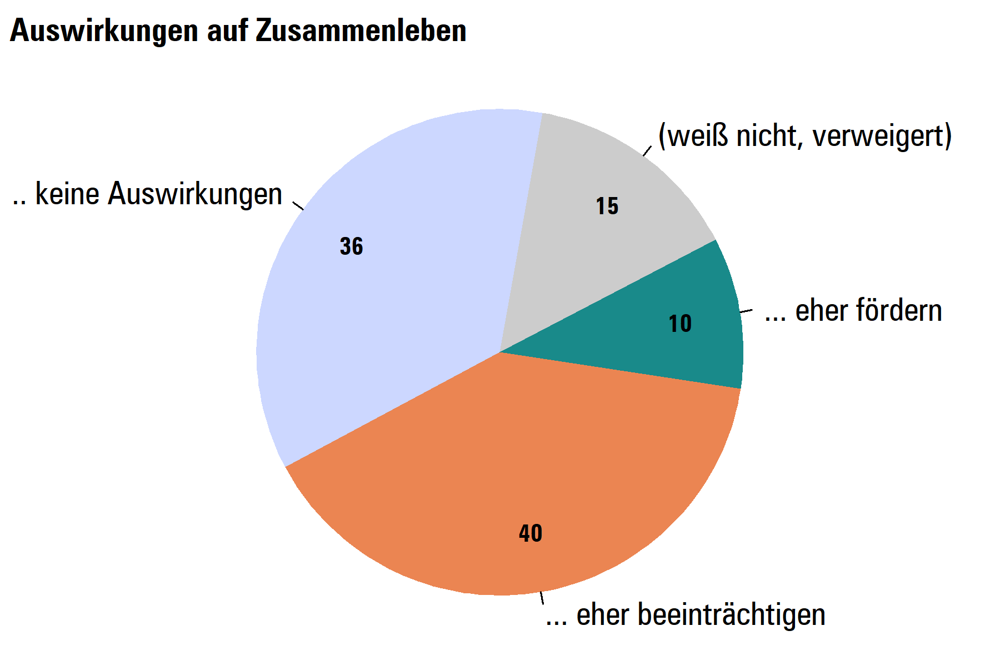 Auswirkungen auf Zusammenleben
(weiß nicht, verweigert)
.. keine Auswirkungen
15
36
... eher fördern
10
40
... eher beeinträchtigen